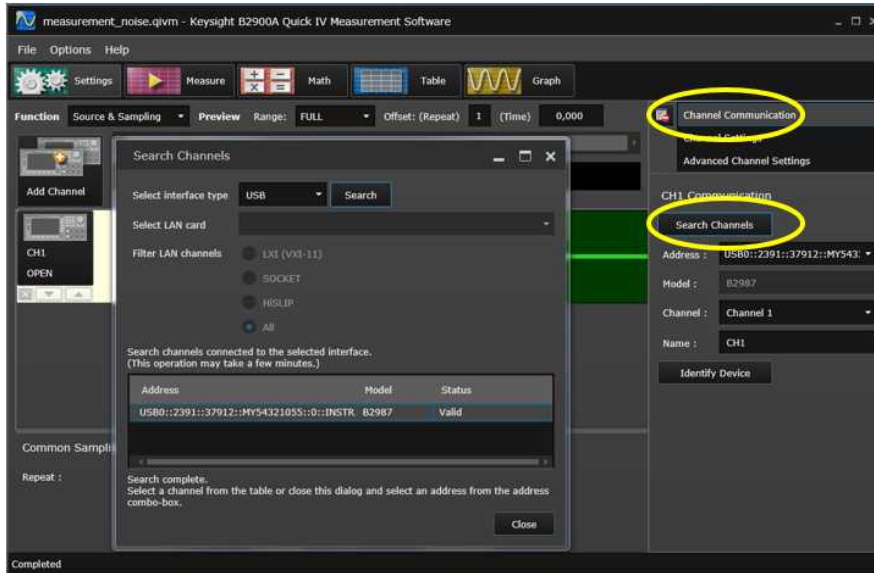 measurement_noise.qivm - Keysight B2900A Quick IV Measurement Software
File Options Help
Settings Measure Math Table Graph
Function Source & Sampling Preview Range: FULL Offset: (Repeat) 1 (Time) 0,000
Channel Communication
Channel Settings
Advanced Channel Settings
Add Channel
CH1
OPEN
Search Channels
Select interface type USB Search
Select LAN card
Filter LAN channels LXI (VXI-11)
SOCKET
HiSLIP
All
Search channels connected to the selected interface.
(This operation may take a few minutes.)
Address Model Status
USB0::2391::37912::MY54321055::0::INSTR B2987 Valid
Search complete.
Select a channel from the table or close this dialog and select an address from the address
combo-box.
Close
CH1 Communication
Search Channels
Address : USB0::2391::37912::MY543
Model : B2987
Channel : Channel 1
Name : CH1
Identify Device
Common Sampli
Repeat :
Completed